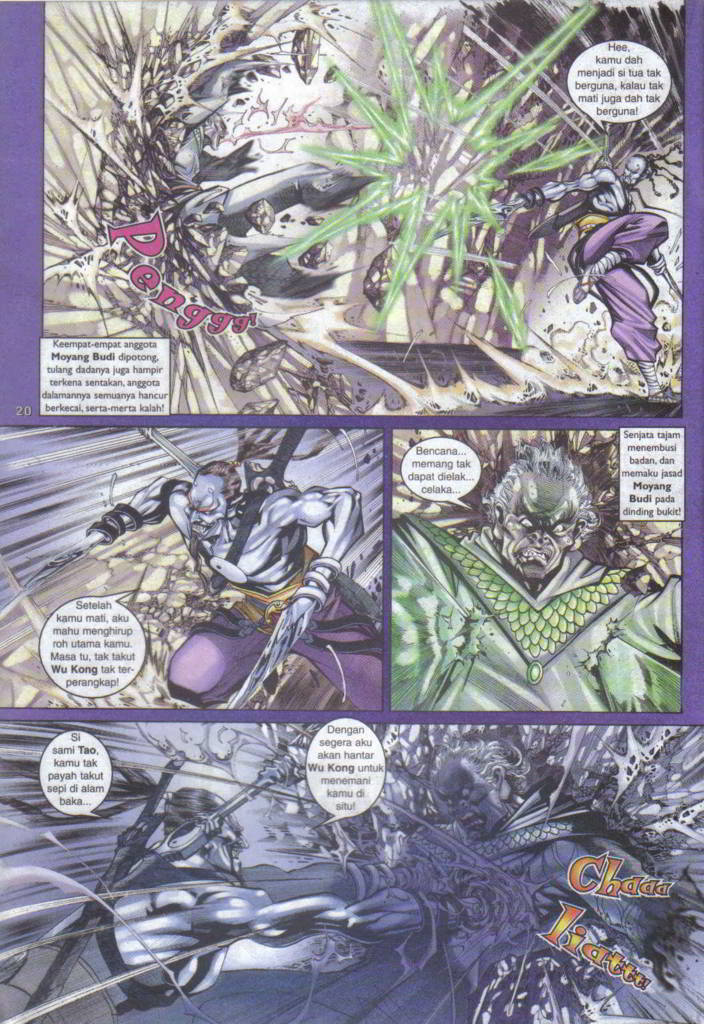 Hee,
kamu dah
menjadi si tua tak
berguna, kalau tak
mati juga dah tak
berguna!
Penggg!
Keempat-empat anggota
Moyang Budi dipotong,
tulang dadanya juga hampir
terkena sentakan, anggota
dalamannya semuanya hancur
berkecai, serta-merta kalah!
20
Setelah
kamu mati, aku
mahu menghirup
roh utama kamu.
Masa tu, tak takut
Wu Kong tak ter-
perangkap!
Bencana...
memang tak
dapat dielak...
celaka...
Senjata tajam
menembusi
badan, dan
memaku jasad
Moyang
Budi pada
dinding bukit!
Si
sami Tao,
kamu tak
payah takut
sepi di alam
baka...
Dengan
segera aku
akan hantar
Wu Kong untuk
menemani
kamu di
situ!
Chaaa
liatttt!